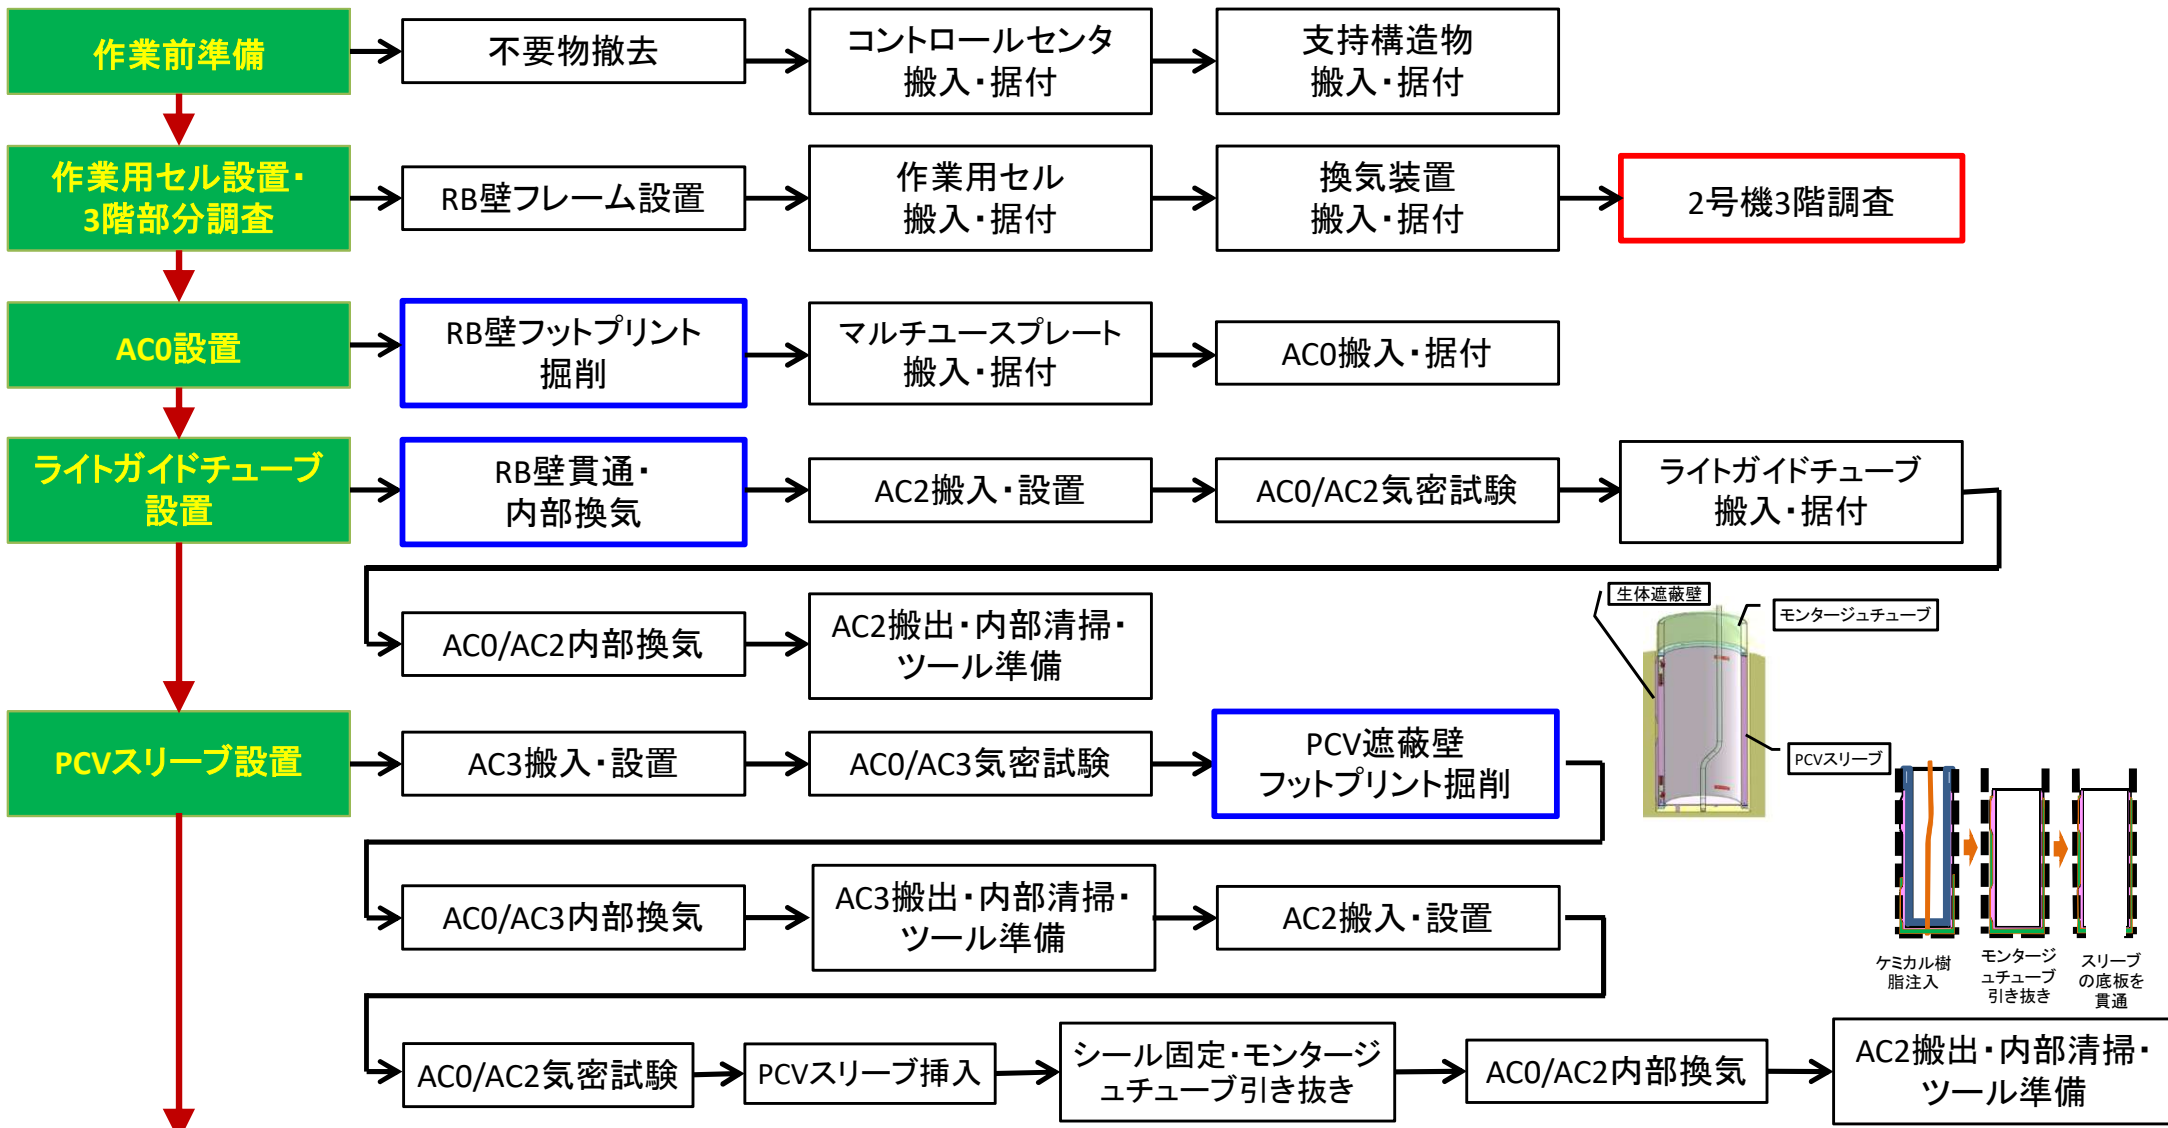 作業前準備
不要物撤去
コントロールセンタ
搬入・据付
支持構造物
搬入・据付
作業用セル設置・
3階部分調査
RB壁フレーム設置
作業用セル
搬入・据付
換気装置
搬入・据付
2号機3階調査
AC0設置
RB壁フットプリント
掘削
マルチユースプレート
搬入・据付
AC0搬入・据付
ライトガイドチューブ
設置
RB壁貫通・
内部換気
AC2搬入・設置
AC0/AC2気密試験
ライトガイドチューブ
搬入・据付
AC0/AC2内部換気
AC2搬出・内部清掃・
ツール準備
生体遮蔽壁
モンタージュチューブ
PCVスリーブ
PCVスリーブ設置
AC3搬入・設置
AC0/AC3気密試験
PCV遮蔽壁
フットプリント掘削
AC0/AC3内部換気
AC3搬出・内部清掃・
ツール準備
AC2搬入・設置
ケミカル樹
脂注入
モンタージ
ュチューブ
引き抜き
スリーブ
の底板を
貫通
AC0/AC2気密試験
PCVスリーブ挿入
シール固定・モンタージ
ュチューブ引き抜き
AC0/AC2内部換気
AC2搬出・内部清掃・
ツール準備